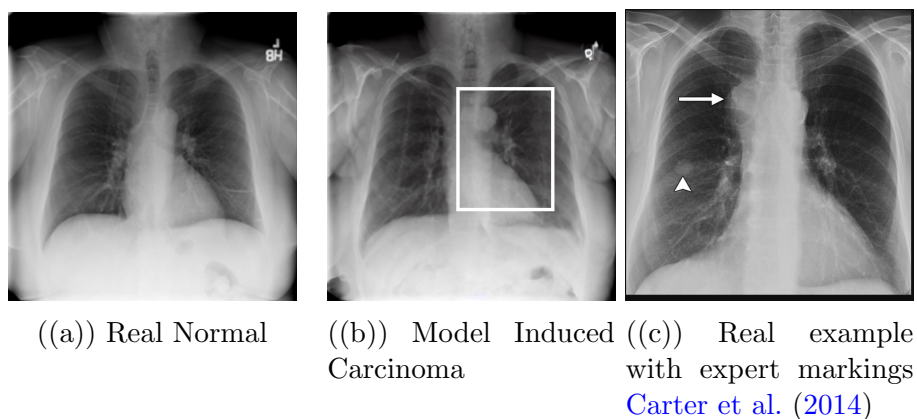 L
BH
((a)) Real Normal
((b)) Model Induced
Carcinoma
((c)) Real example
with expert markings
Carter et al. (2014)